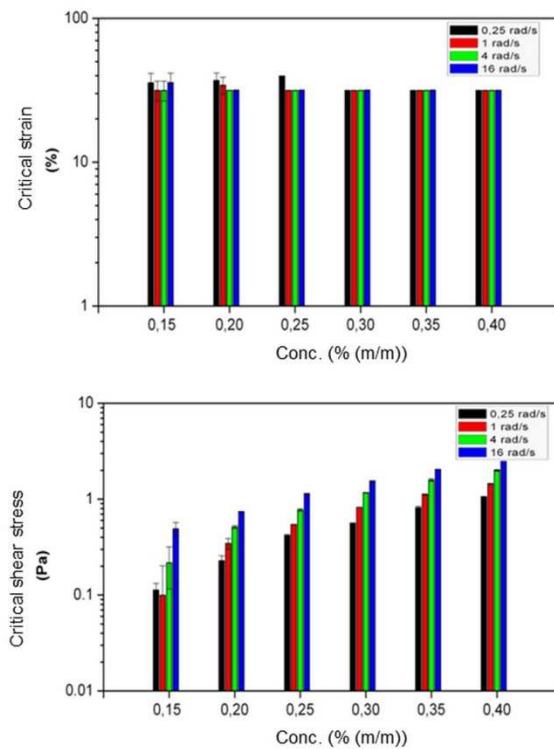 100
10
1
Critical strain
(%)
0,25 rad/s
1 rad/s
4 rad/s
16 rad/s
0,15 0,20 0,25 0,30 0,35 0,40
Conc. (% (m/m))
10
1
0.1
0.01
Critical shear stress
(Pa)
0,25 rad/s
1 rad/s
4 rad/s
16 rad/s
0,15 0,20 0,25 0,30 0,35 0,40
Conc. (% (m/m))